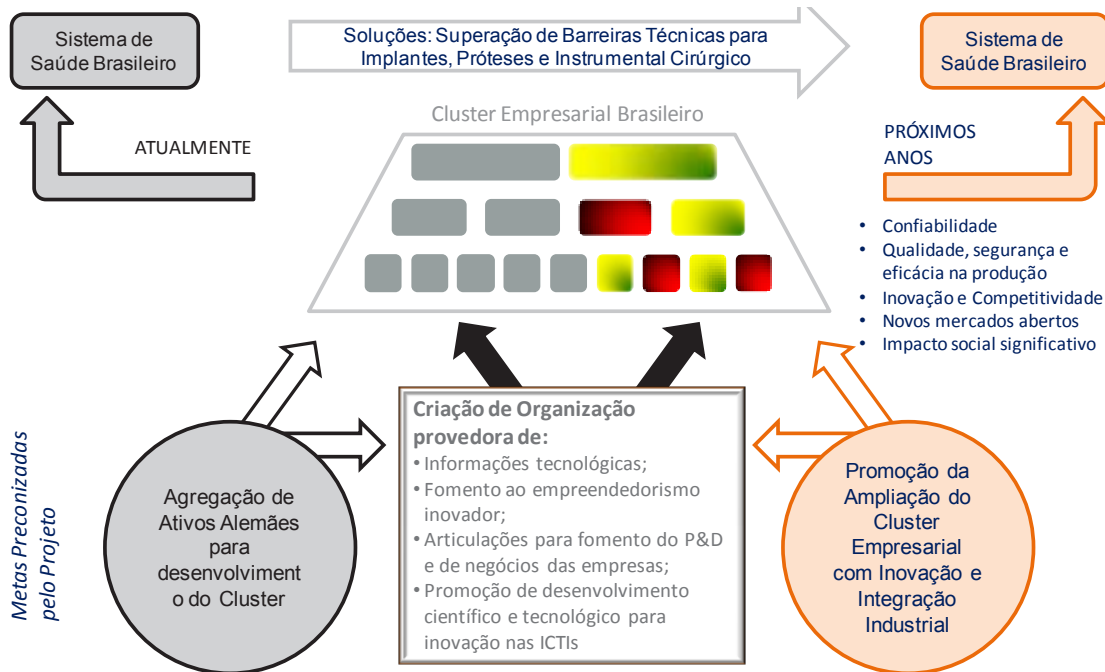 Sistema de
Saúde Brasileiro
Soluções: Superação de Barreiras Técnicas para
Implantes, Próteses e Instrumental Cirúrgico
Sistema de
Saúde Brasileiro
ATUALMENTE
Cluster Empresarial Brasileiro
PRÓXIMOS
ANOS
• Confiabilidade
• Qualidade, segurança e
eficácia na produção
• Inovação e Competitividade
• Novos mercados abertos
• Impacto social significativo
Metas Preconizadas
pelo Projeto
Agregação de
Ativos Alemães
para
desenvolviment
o do Cluster
Criação de Organização
provedora de:
• Informações tecnológicas;
• Fomento ao empreendedorismo
inovador;
• Articulações para fomento do P&D
e de negócios das empresas;
• Promoção de desenvolvimento
científico e tecnológico para
inovação nas ICTIs
Promoção da
Ampliação do
Cluster
Empresarial
com Inovação e
Integração
Industrial